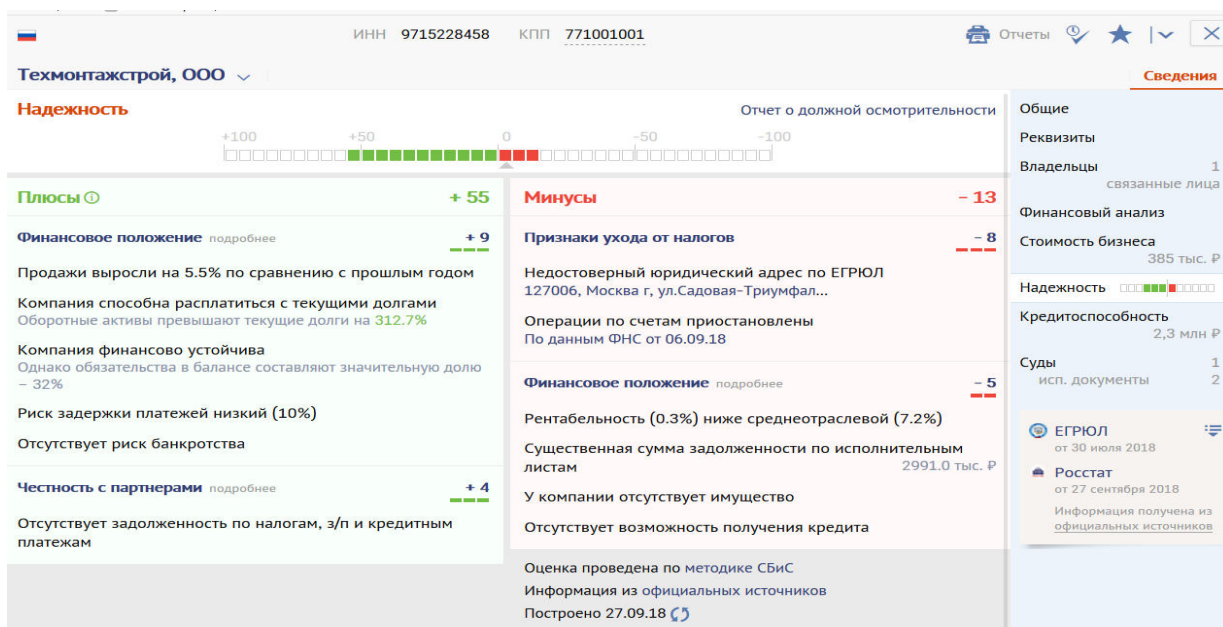 ИНН 9715228458 КПП 771001001
Отчеты
Техмонтажстрой, ООО
Сведения
Надежность
Отчет о должной осмотрительности
+100 +50 0 -50 -100
Плюсы + 55
Финансовое положение подробнее + 9
Продажи выросли на 5.5% по сравнению с прошлым годом
Компания способна расплатиться с текущими долгами
Оборотные активы превышают текущие долги на 312.7%
Компания финансово устойчива
Однако обязательства в балансе составляют значительную долю
– 32%
Риск задержки платежей низкий (10%)
Отсутствует риск банкротства
Честность с партнерами подробнее + 4
Отсутствует задолженность по налогам, з/п и кредитным
платежам
Минусы – 13
Признаки ухода от налогов – 8
Недостоверный юридический адрес по ЕГРЮЛ
127006, Москва г, ул.Садовая-Триумфал...
Операции по счетам приостановлены
По данным ФНС от 06.09.18
Финансовое положение подробнее – 5
Рентабельность (0.3%) ниже среднеотраслевой (7.2%)
Существенная сумма задолженности по исполнительным
листам 2991.0 тыс. ₽
У компании отсутствует имущество
Отсутствует возможность получения кредита
Оценка проведена по методике СБиС
Информация из официальных источников
Построено 27.09.18
Общие
Реквизиты
Владельцы 1
связанные лица
Финансовый анализ
Стоимость бизнеса
385 тыс. ₽
Надежность
Кредитоспособность
2,3 млн ₽
Суды 1
исп. документы 2
ЕГРЮЛ
от 30 июля 2018
Росстат
от 27 сентября 2018
Информация получена из
официальных источников